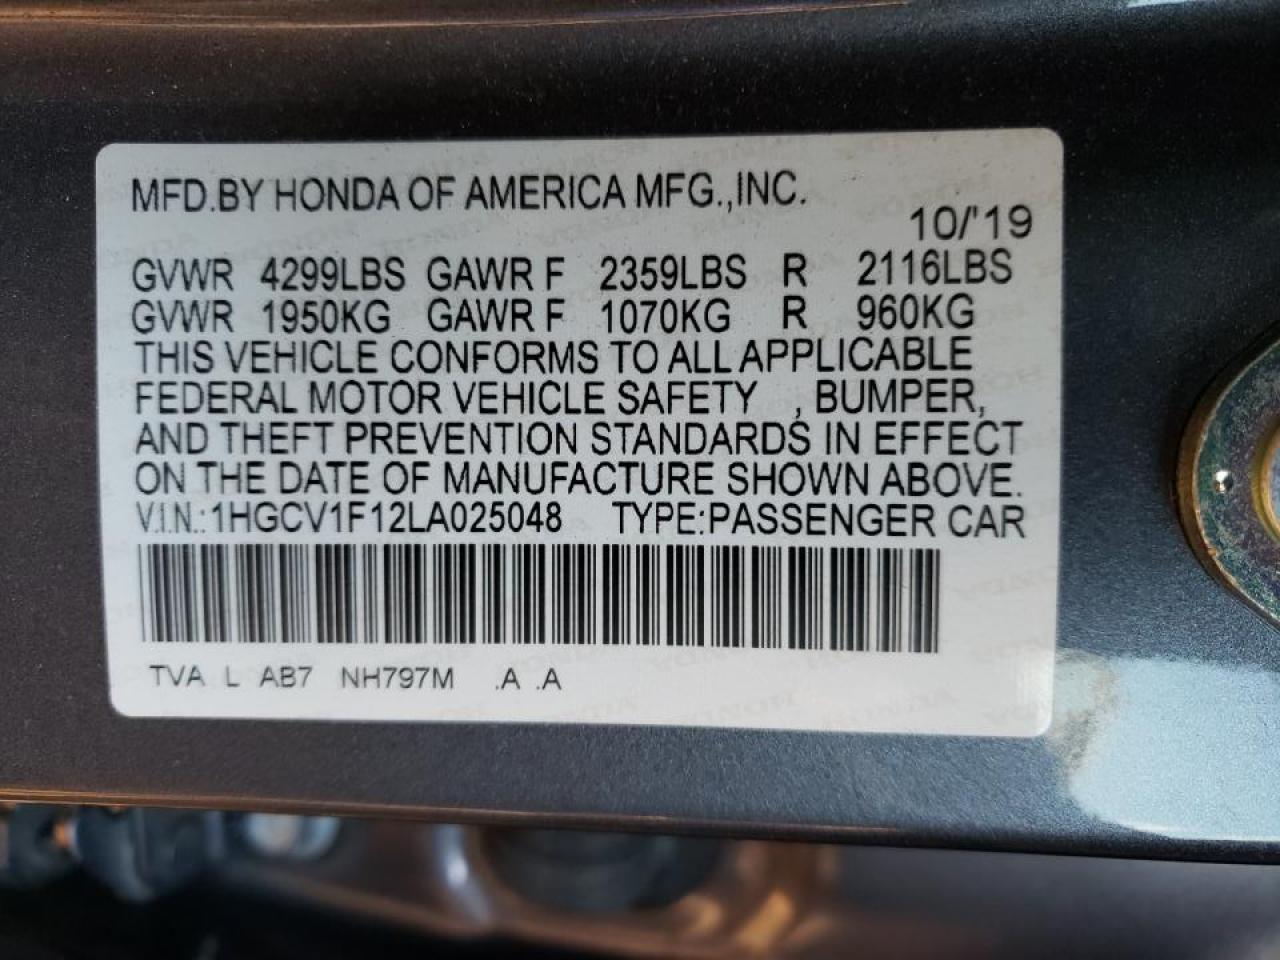 MFD.BY HONDA OF AMERICA MFG.,INC.
10/'19
GVWR 4299LBS GAWR F 2359LBS R 2116LBS
GVWR 1950KG GAWR F 1070KG R 960KG
THIS VEHICLE CONFORMS TO ALL APPLICABLE
FEDERAL MOTOR VEHICLE SAFETY , BUMPER,
AND THEFT PREVENTION STANDARDS IN EFFECT
ON THE DATE OF MANUFACTURE SHOWN ABOVE.
V.I.N.:1HGCV1F12LA025048 TYPE:PASSENGER CAR
TVA L AB7 NH797M .A .A